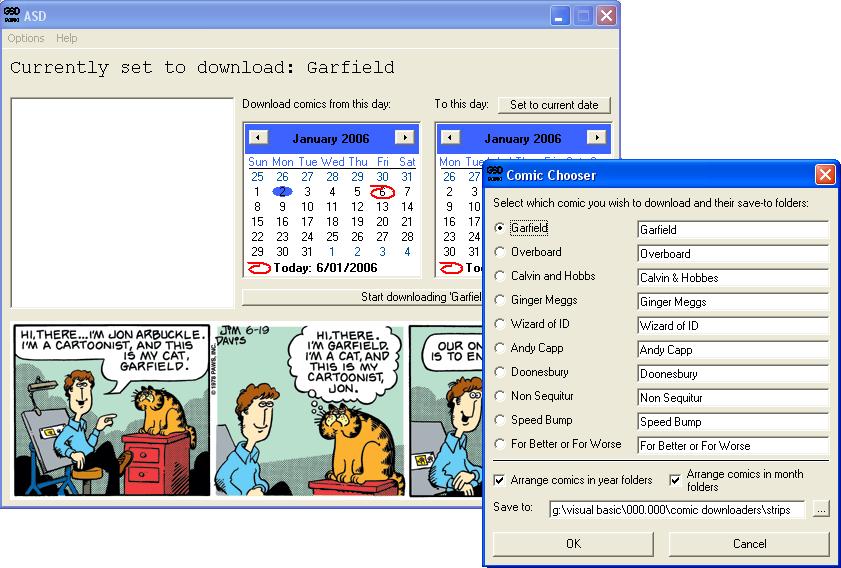 GSD
ASD
Options Help
Currently set to download: Garfield
Download comics from this day:
To this day: Set to current date
January 2006
Sun Mon Tue Wed Thu Fri Sat
25 26 27 28 29 30 31
1 2 3 4 5 6 7
8 9 10 11 12 13 14
15 16 17 18 19 20 21
22 23 24 25 26 27 28
29 30 31 1 2 3 4
Today: 6/01/2006
January 2006
Mon Tue
26 27
2 3
9 10
16 17
23 24
30 31
Start downloading 'Garfiel
HI, THERE... I'M JON ARBUCKLE.
I'M A CARTOONIST, AND THIS
IS MY CAT,
GARFIELD.
© 1978 PAWS, INC.
JIM 6-19
DAVIS
HI, THERE.
I'M GARFIELD.
I'M A CAT, AND
THIS IS MY
CARTOONIST,
JON.
OUR ON
IS TO EN
GSD
Comic Chooser
Select which comic you wish to download and their save-to folders:
Garfield Garfield
Overboard Overboard
Calvin and Hobbs Calvin & Hobbes
Ginger Meggs Ginger Meggs
Wizard of ID Wizard of ID
Andy Capp Andy Capp
Doonesbury Doonesbury
Non Sequitur Non Sequitur
Speed Bump Speed Bump
For Better or For Worse For Better or For Worse
Arrange comics in year folders Arrange comics in month
folders
Save to: g:\visual basic\000.000\comic downloaders\strips ...
OK Cancel